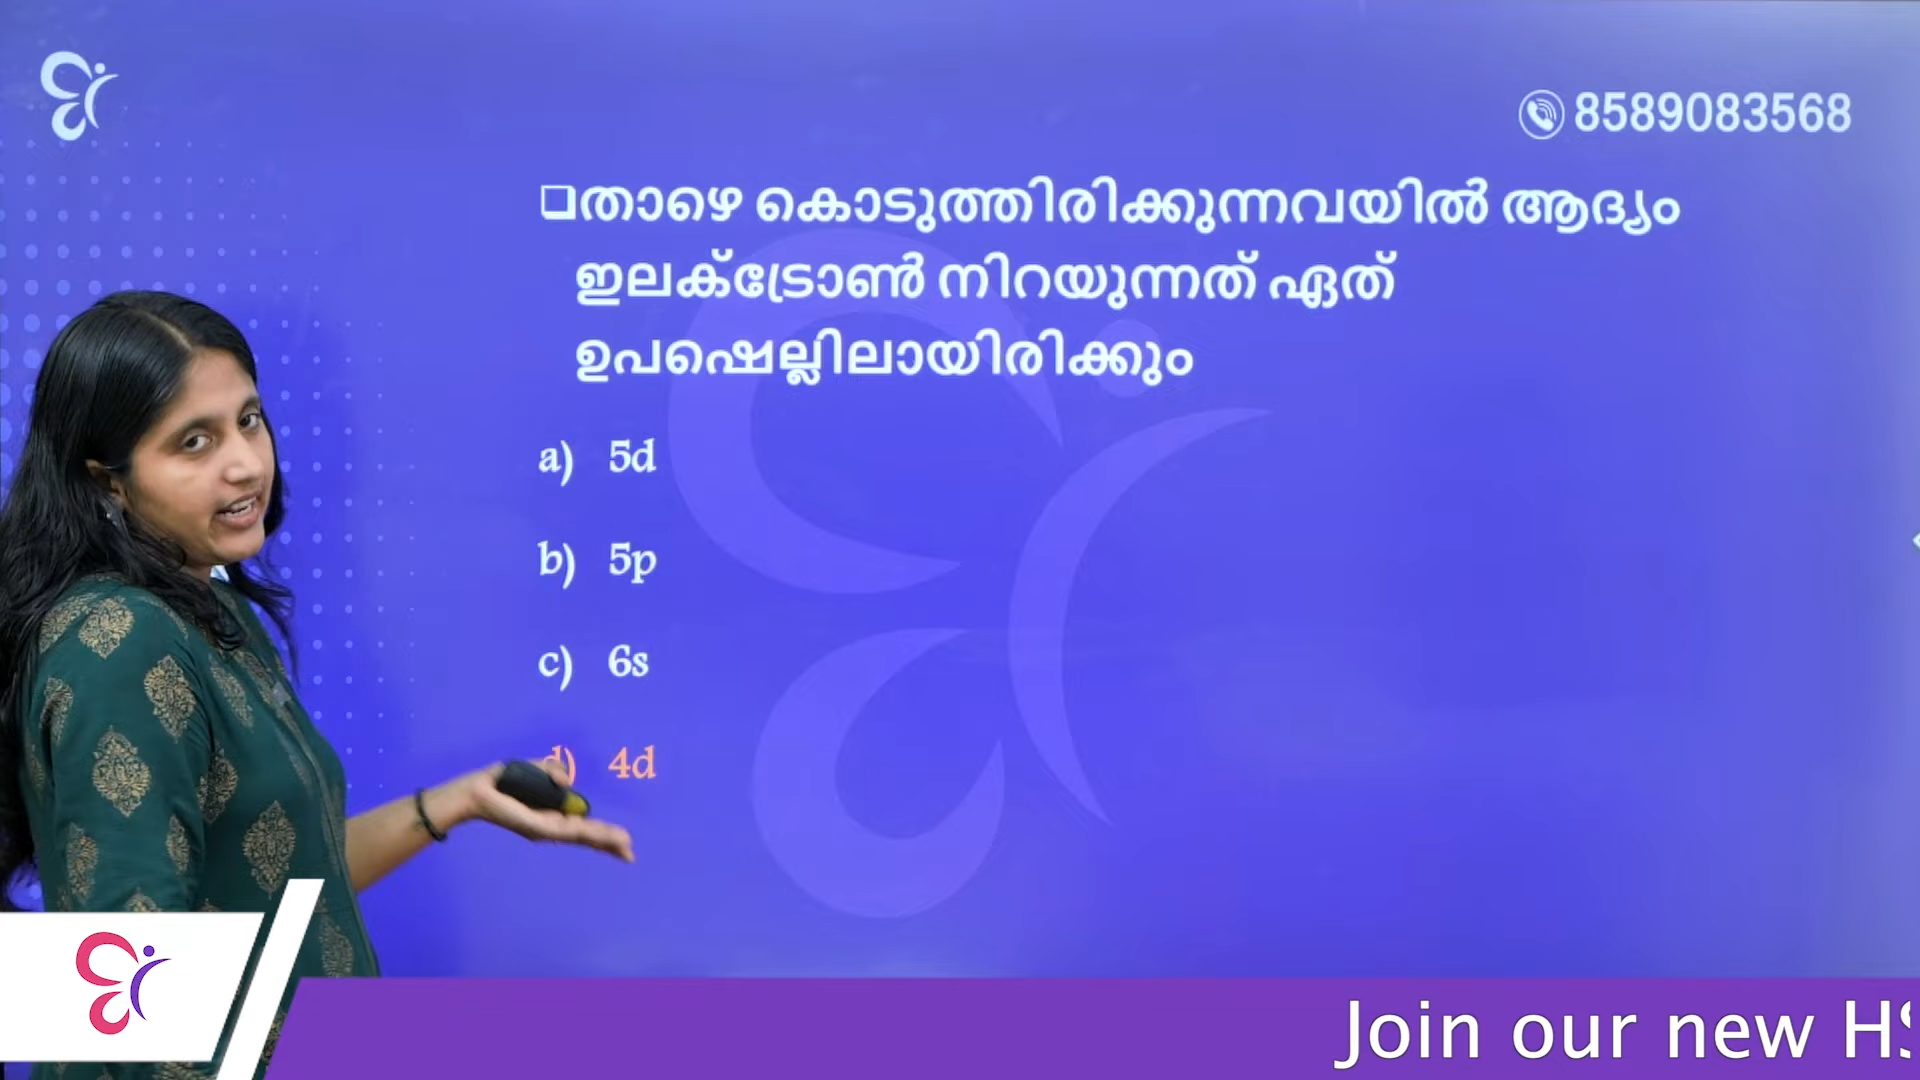 8589083568
താഴെ കൊടുത്തിരിക്കുന്നവയിൽ ആദ്യം
ഇലക്ട്രോൺ നിറയുന്നത് ഏത്
ഉപഷെല്ലിലായിരിക്കും
a) 5d
b) 5p
c) 6s
d) 4d
Join our new HS